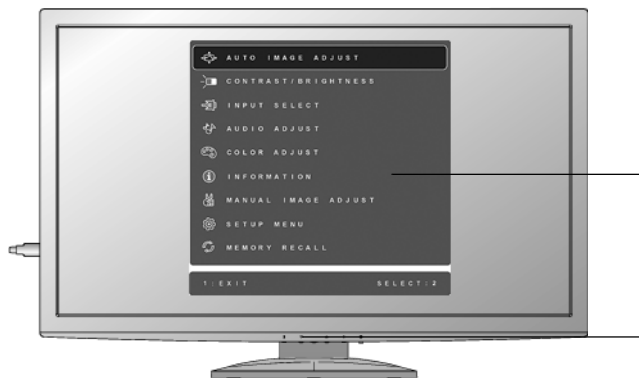 AUTO IMAGE ADJUST
CONTRAST/BRIGHTNESS
INPUT SELECT
AUDIO ADJUST
COLOR ADJUST
INFORMATION
MANUAL IMAGE ADJUST
SETUP MENU
MEMORY RECALL
1:EXIT SELECT:2